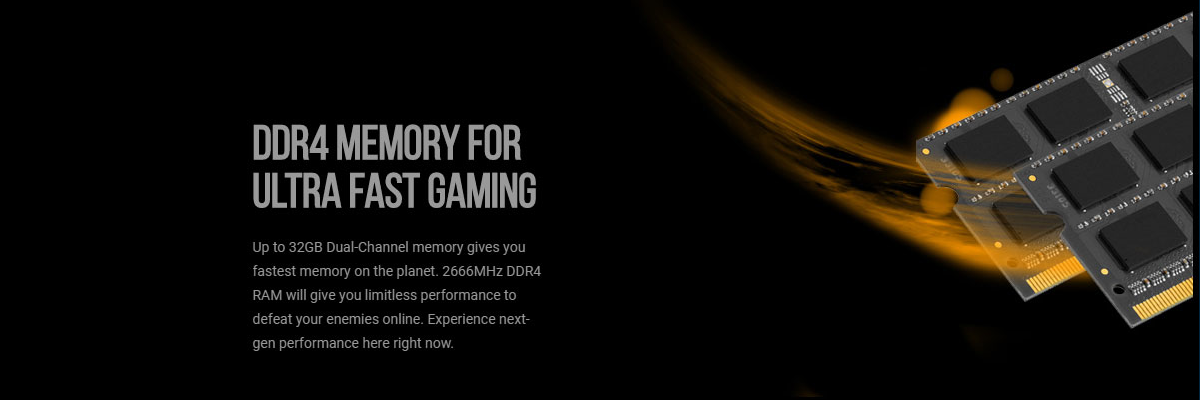 DDR4 MEMORY FOR
ULTRA FAST GAMING
Up to 32GB Dual-Channel memory gives you
fastest memory on the planet. 2666MHz DDR4
RAM will give you limitless performance to
defeat your enemies online. Experience next-
gen performance here right now.